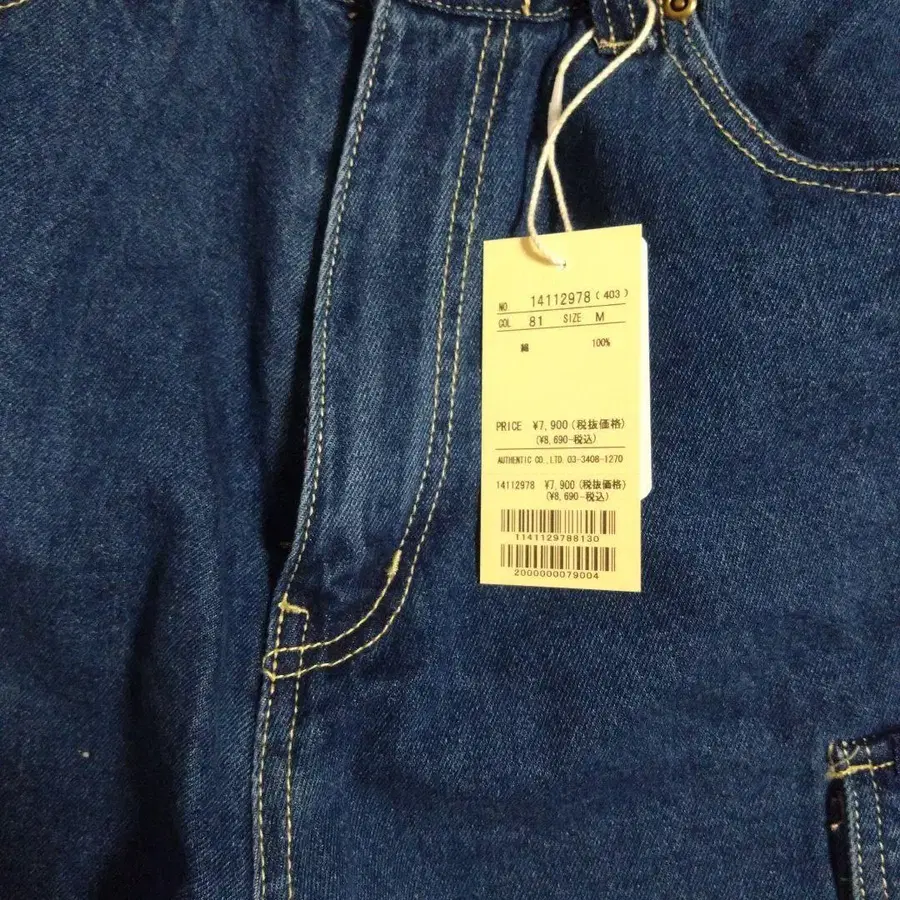 NO 14112978 (403)
COL 81 SIZE M
綿 100%
PRICE ¥7,900(税抜価格)
(¥8,690-税込)
AUTHENTIC CO.,LTD. 03-3408-1270
14112978 ¥7,900(税抜価格)
(¥8,690-税込)
1141129788130
2000000079004